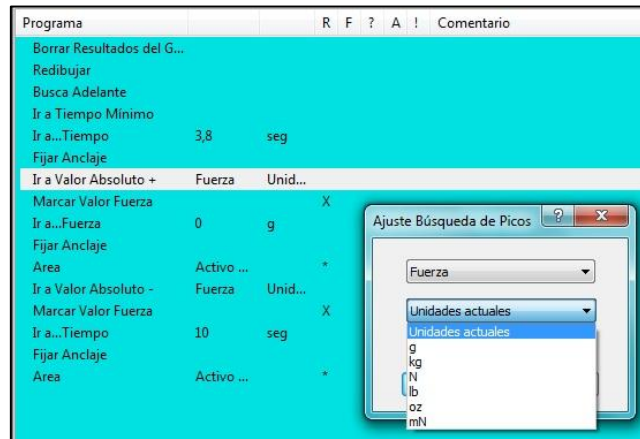 Programa R F ? A ! Comentario
Borrar Resultados del G...
Redibujar
Busca Adelante
Ir a Tiempo Mínimo
Ir a...Tiempo 3,8 seg
Fijar Anclaje
Ir a Valor Absoluto + Fuerza Unid...
Marcar Valor Fuerza X
Ir a...Fuerza 0 g
Fijar Anclaje
Area Activo ... *
Ir a Valor Absoluto - Fuerza Unid...
Marcar Valor Fuerza X
Ir a...Tiempo 10 seg
Fijar Anclaje
Area Activo ... *
Ajuste Búsqueda de Picos ? X
Fuerza
Unidades actuales
Unidades actuales
g
kg
N
lb
oz
mN